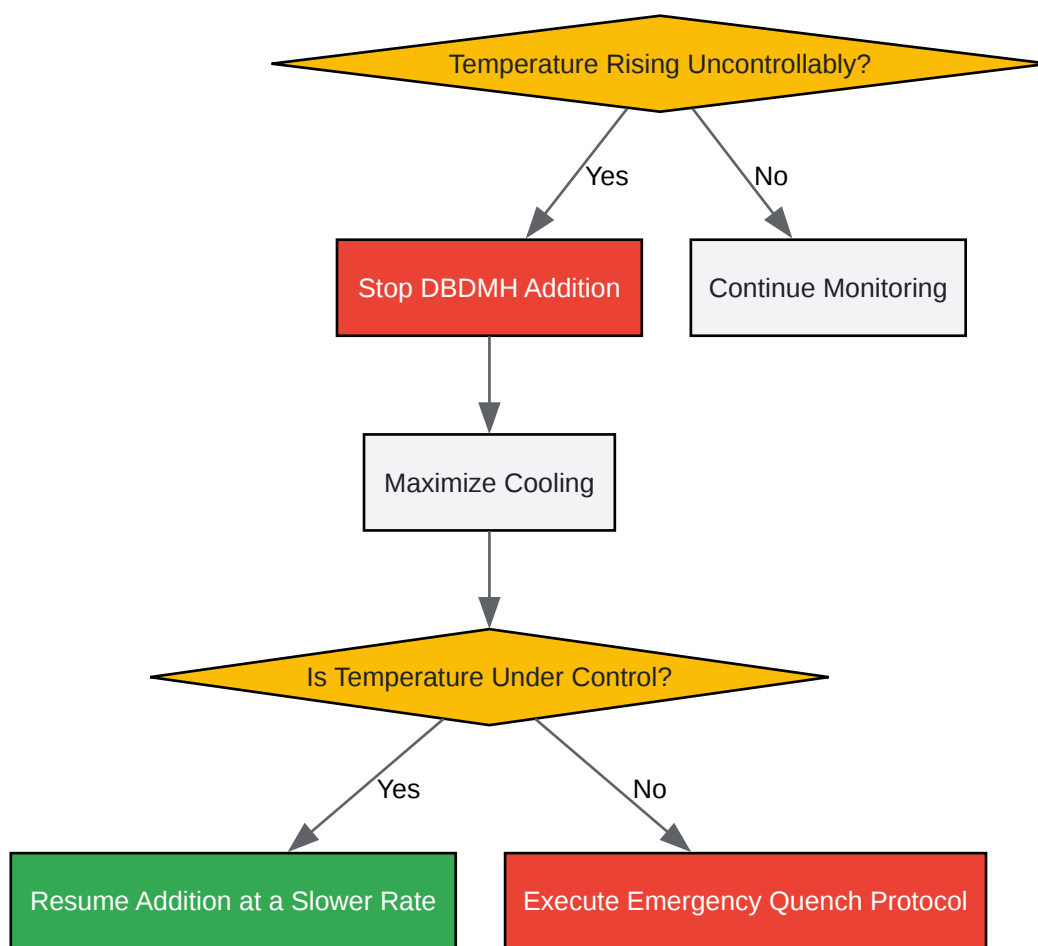 Temperature Rising Uncontrollably?
Yes
No
Stop DBDMH Addition
Continue Monitoring
Maximize Cooling
Is Temperature Under Control?
Yes
No
Resume Addition at a Slower Rate
Execute Emergency Quench Protocol